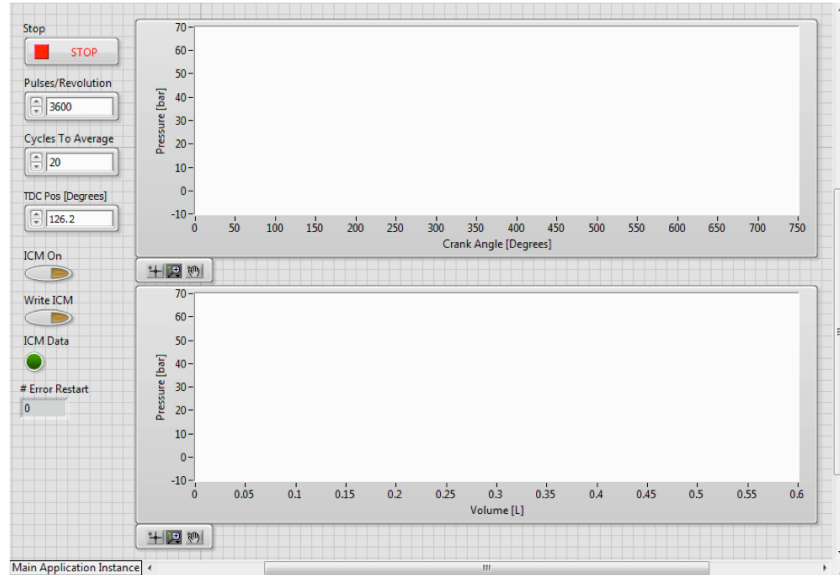 Stop
STOP
Pulses/Revolution
3600
Cycles To Average
20
TDC Pos [Degrees]
126.2
ICM On
Write ICM
ICM Data
# Error Restart
0
Pressure [bar]
70
60
50
40
30
20
10
0
-10
0 50 100 150 200 250 300 350 400 450 500 550 600 650 700 750
Crank Angle [Degrees]
Pressure [bar]
70
60
50
40
30
20
10
0
-10
0 0.05 0.1 0.15 0.2 0.25 0.3 0.35 0.4 0.45 0.5 0.55 0.6
Volume [L]
Main Application Instance